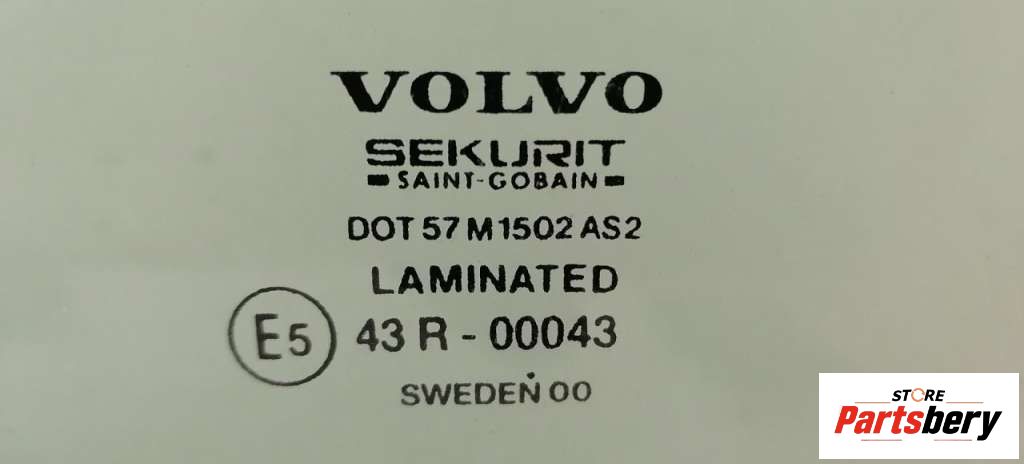 VOLVO
SEKURIT
SAINT-GOBAIN
DOT 57 M1502 AS2
LAMINATED
E5 43 R - 00043
SWEDEN 00
STORE
Partsbery